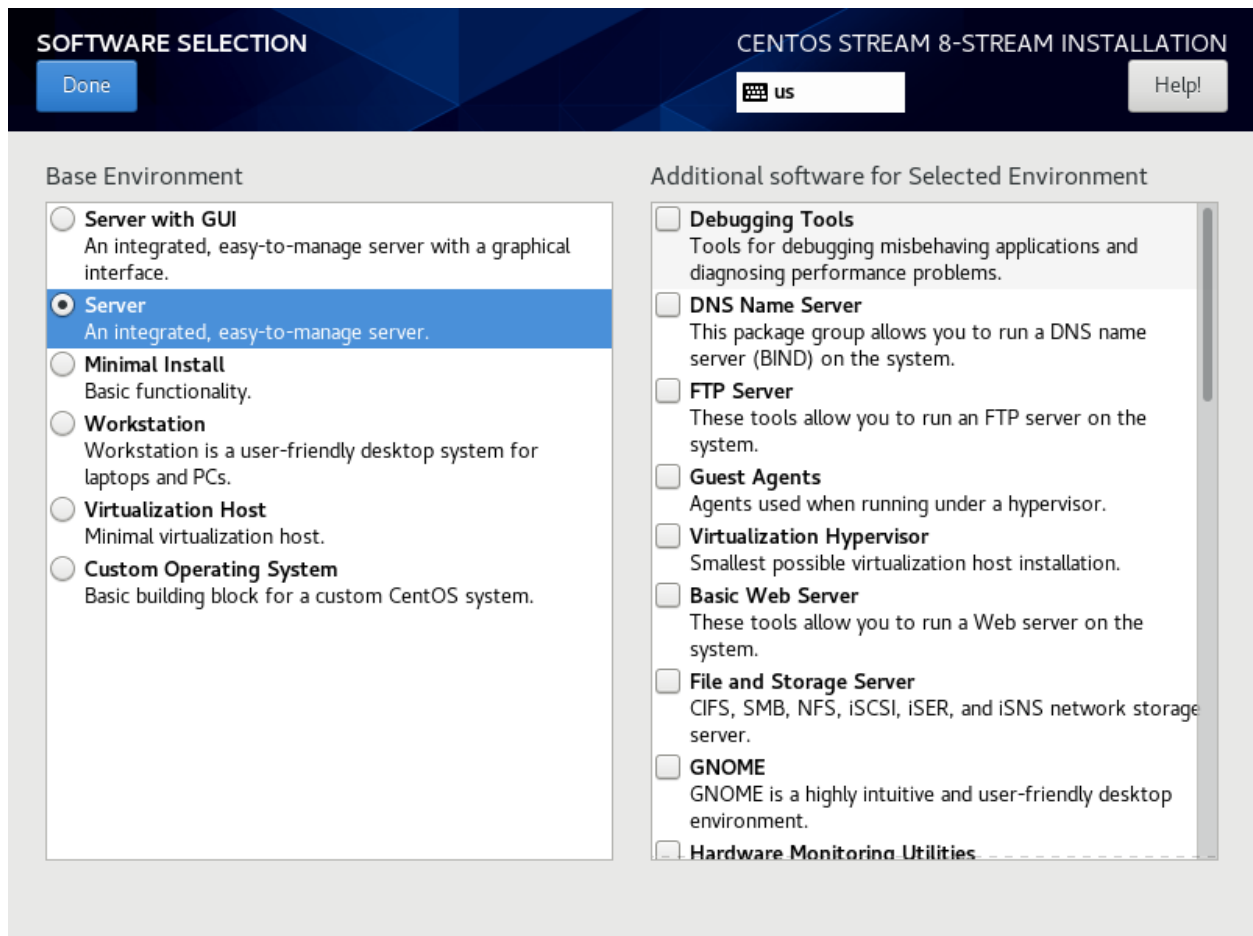 SOFTWARE SELECTION
CENTOS STREAM 8-STREAM INSTALLATION
Done
us
Help!
Base Environment
Server with GUI
An integrated, easy-to-manage server with a graphical
interface.
Server
An integrated, easy-to-manage server.
Minimal Install
Basic functionality.
Workstation
Workstation is a user-friendly desktop system for
laptops and PCs.
Virtualization Host
Minimal virtualization host.
Custom Operating System
Basic building block for a custom CentOS system.
Additional software for Selected Environment
Debugging Tools
Tools for debugging misbehaving applications and
diagnosing performance problems.
DNS Name Server
This package group allows you to run a DNS name
server (BIND) on the system.
FTP Server
These tools allow you to run an FTP server on the
system.
Guest Agents
Agents used when running under a hypervisor.
Virtualization Hypervisor
Smallest possible virtualization host installation.
Basic Web Server
These tools allow you to run a Web server on the
system.
File and Storage Server
CIFS, SMB, NFS, iSCSI, iSER, and iSNS network storage
server.
GNOME
GNOME is a highly intuitive and user-friendly desktop
environment.
Hardware Monitoring Utilities